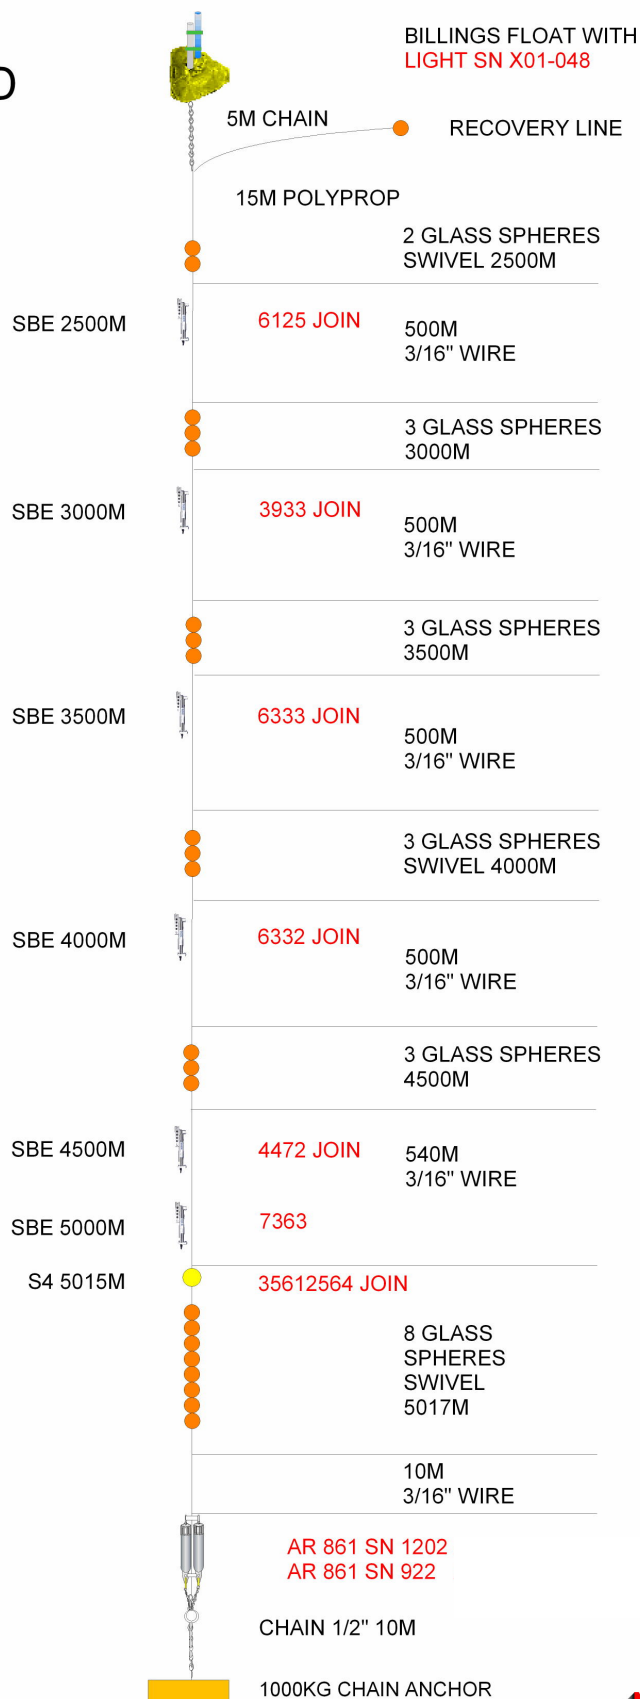 BILLINGS FLOAT WITH
LIGHT SN X01-048
D
5M CHAIN
RECOVERY LINE
15M POLYPROP
2 GLASS SPHERES
SWIVEL 2500M
SBE 2500M
6125 JOIN
500M
3/16" WIRE
3 GLASS SPHERES
3000M
SBE 3000M
3933 JOIN
500M
3/16" WIRE
3 GLASS SPHERES
3500M
SBE 3500M
6333 JOIN
500M
3/16" WIRE
3 GLASS SPHERES
SWIVEL 4000M
SBE 4000M
6332 JOIN
500M
3/16" WIRE
3 GLASS SPHERES
4500M
SBE 4500M
4472 JOIN
540M
3/16" WIRE
SBE 5000M
7363
S4 5015M
35612564 JOIN
8 GLASS
SPHERES
SWIVEL
5017M
10M
3/16" WIRE
AR 861 SN 1202
AR 861 SN 922
CHAIN 1/2" 10M
1000KG CHAIN ANCHOR